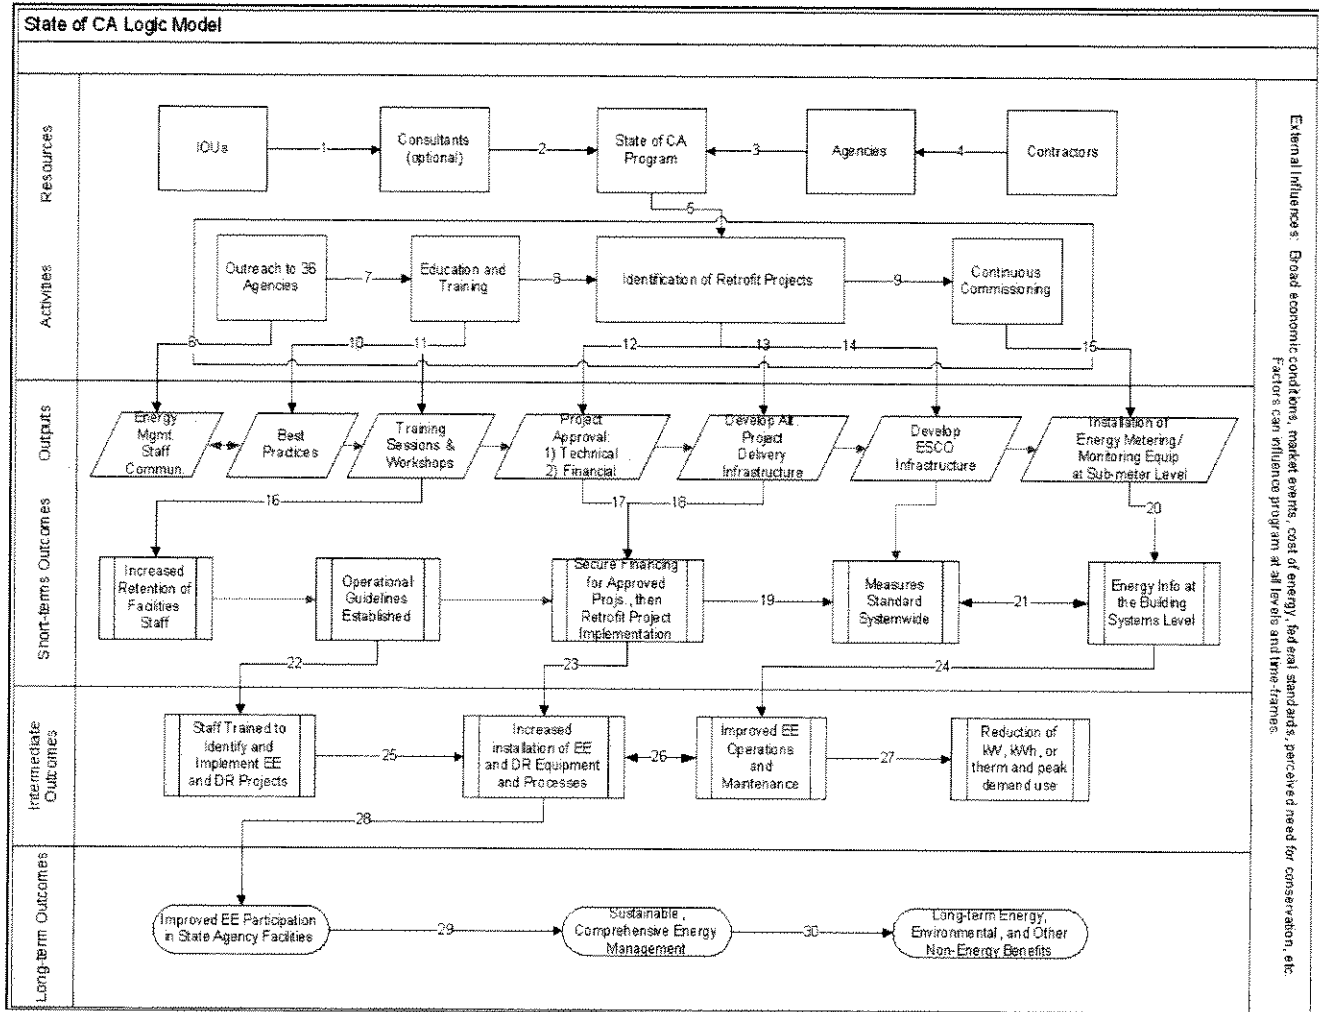 State of CA Logic Model
Resources
IOUs
1
Consultants
(optional)
2
State of CA
Program
3
Agencies
4
Contractors
5
Activities
Outreach to 36
Agencies
7
Education and
Training
8
Identification of Retrofit Projects
9
Continuous
Commissioning
6
10
11
12
13
14
15
Outputs
Energy
Mgmt.
Staff
Commun.
Best
Practices
Training
Sessions &
Workshops
Project
Approval:
1) Technical
2) Financial
Develop Alt.
Project
Delivery
Infrastructure
Develop
ESCO
Infrastructure
Installation of
Energy Metering/
Monitoring Equip
at Sub-meter Level
16
17
18
20
Short-terms Outcomes
Increased
Retention of
Facilities
Staff
Operational
Guidelines
Established
Secure Financing
for Approved
Projs., then
Retrofit Project
Implementation
19
Measures
Standard
Systemwide
21
Energy Info at
the Building
Systems Level
22
23
24
Intermediate
Outcomes
Staff Trained to
Identify and
Implement EE
and DR Projects
25
Increased
installation of EE
and DR Equipment
and Processes
26
Improved EE
Operations
and
Maintenance
27
Reduction of
kW, kWh, or
therm and peak
demand use
28
Long-term Outcomes
Improved EE Participation
in State Agency Facilities
29
Sustainable,
Comprehensive Energy
Management
30
Long-term Energy,
Environmental, and Other
Non-Energy Benefits
External Influences: Broad economic conditions, market events, cost of energy, federal standards, perceived need for conservation, etc.
Factors can influence program at all levels and time-frames.